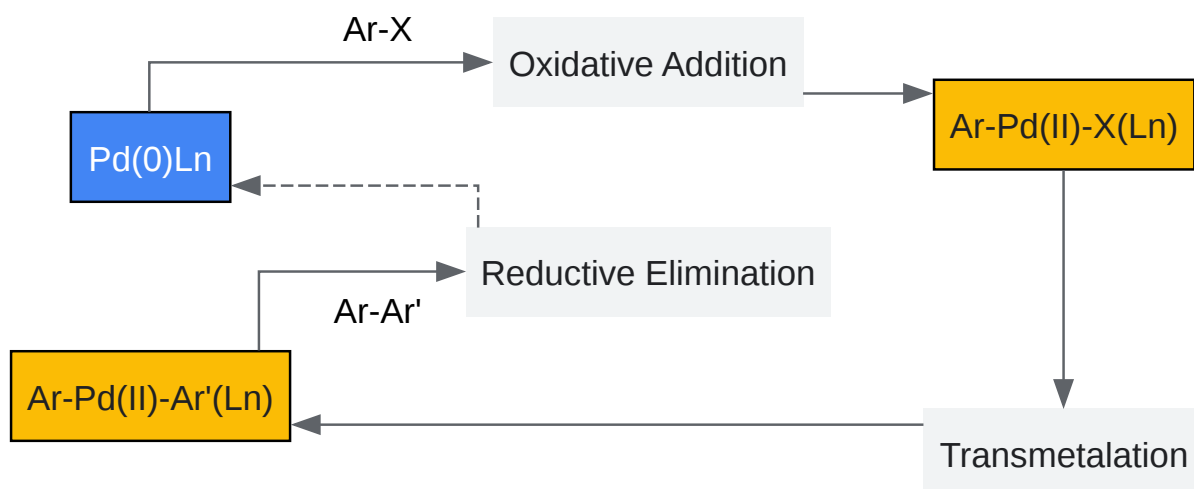 Ar-X
Oxidative Addition
Ar-Pd(II)-X(Ln)
Pd(0)Ln
Reductive Elimination
Ar-Ar'
Ar-Pd(II)-Ar'(Ln)
Transmetalation